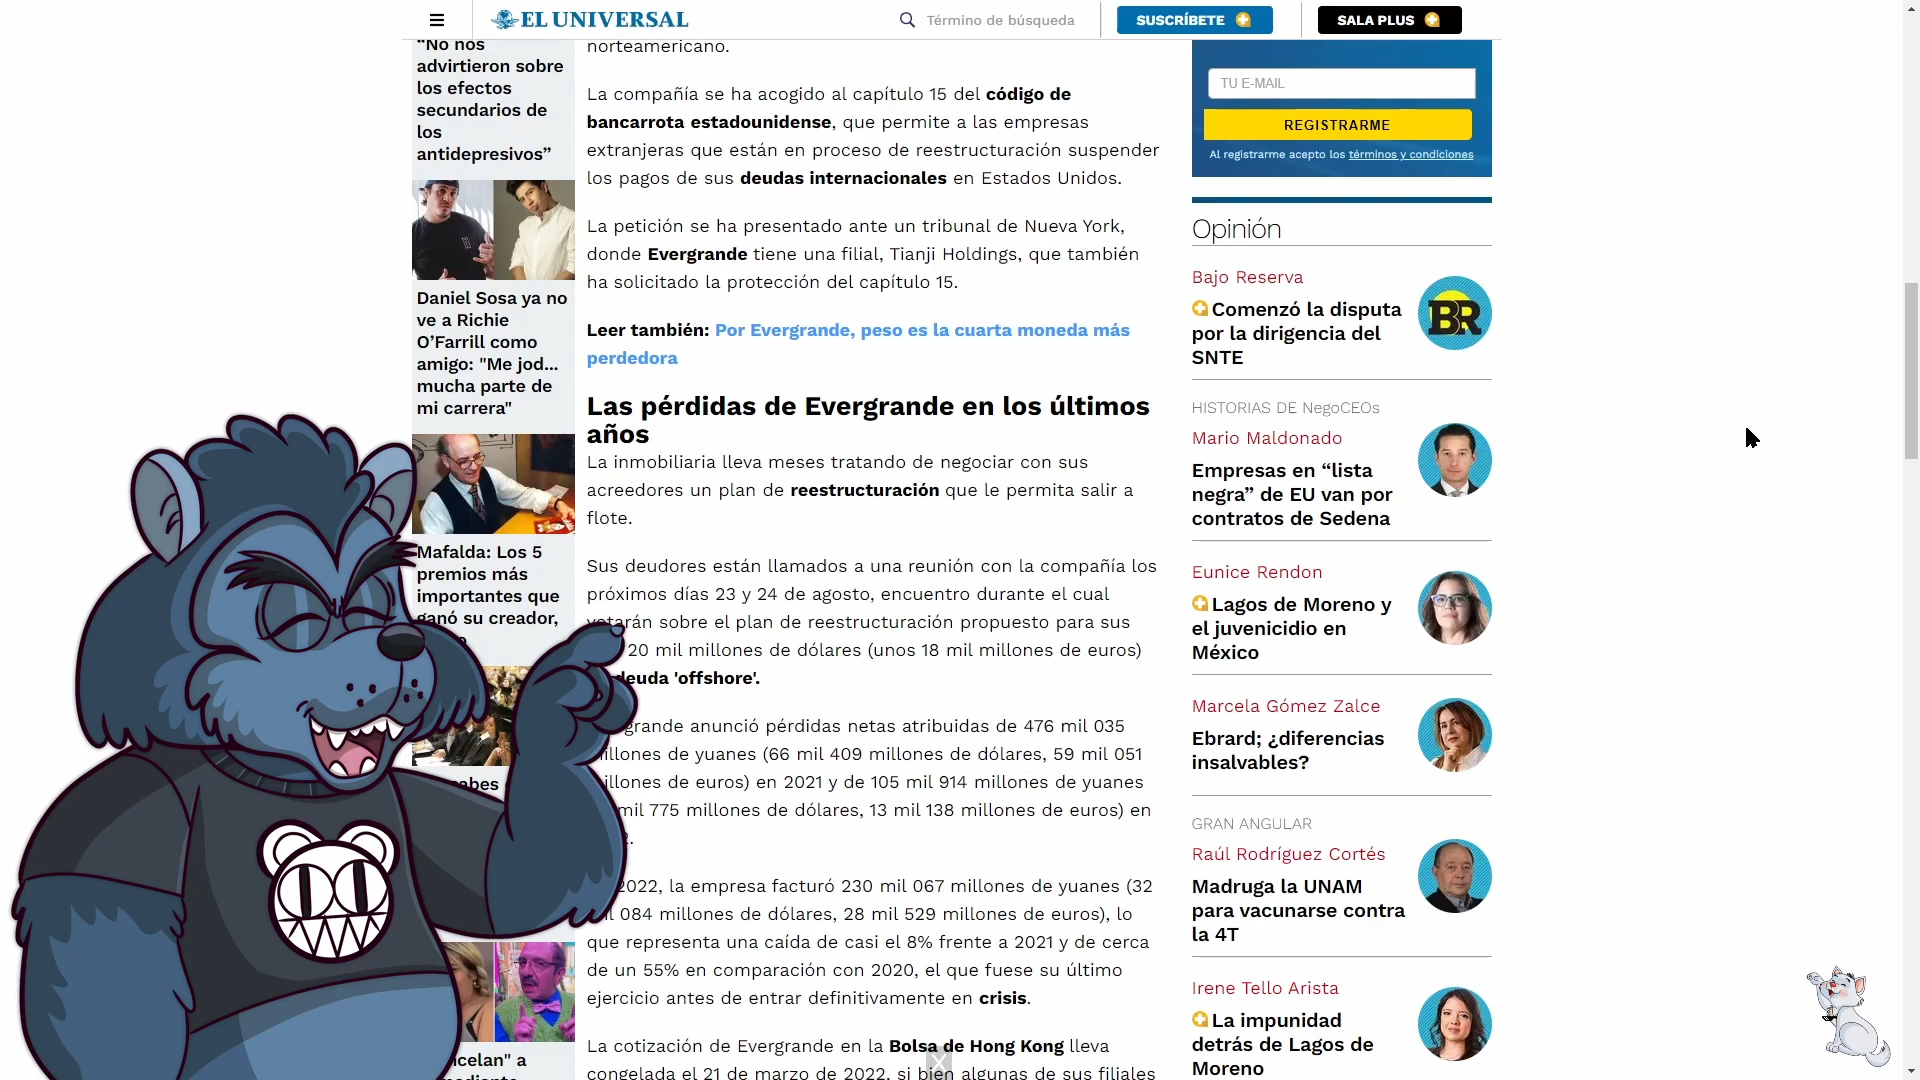 EL UNIVERSAL
Término de búsqueda
SUSCRÍBETE
SALA PLUS
“No nos
advirtieron sobre
los efectos
secundarios de
los
antidepresivos”
Daniel Sosa ya no
ve a Richie
O’Farrill como
amigo: "Me jod...
mucha parte de
mi carrera"
Mafalda: Los 5
premios más
importantes que
ganó su creador,
norteamericano.
La compañía se ha acogido al capítulo 15 del código de
bancarrota estadounidense, que permite a las empresas
extranjeras que están en proceso de reestructuración suspender
los pagos de sus deudas internacionales en Estados Unidos.
La petición se ha presentado ante un tribunal de Nueva York,
donde Evergrande tiene una filial, Tianji Holdings, que también
ha solicitado la protección del capítulo 15.
Leer también: Por Evergrande, peso es la cuarta moneda más
perdedora
Las pérdidas de Evergrande en los últimos
años
La inmobiliaria lleva meses tratando de negociar con sus
acreedores un plan de reestructuración que le permita salir a
flote.
Sus deudores están llamados a una reunión con la compañía los
próximos días 23 y 24 de agosto, encuentro durante el cual
votarán sobre el plan de reestructuración propuesto para sus
20 mil millones de dólares (unos 18 mil millones de euros)
deuda 'offshore'.
grande anunció pérdidas netas atribuidas de 476 mil 035
millones de yuanes (66 mil 409 millones de dólares, 59 mil 051
millones de euros) en 2021 y de 105 mil 914 millones de yuanes
mil 775 millones de dólares, 13 mil 138 millones de euros) en
2022, la empresa facturó 230 mil 067 millones de yuanes (32
084 millones de dólares, 28 mil 529 millones de euros), lo
que representa una caída de casi el 8% frente a 2021 y de cerca
de un 55% en comparación con 2020, el que fuese su último
ejercicio antes de entrar definitivamente en crisis.
La cotización de Evergrande en la Bolsa de Hong Kong lleva
congelada el 21 de marzo de 2022, si bien algunas de sus filiales
TU E-MAIL
REGISTRARME
Al registrarme acepto los términos y condiciones
Opinión
Bajo Reserva
Comenzó la disputa
por la dirigencia del
SNTE
BR
HISTORIAS DE NegoCEOs
Mario Maldonado
Empresas en “lista
negra” de EU van por
contratos de Sedena
Eunice Rendon
Lagos de Moreno y
el juvenicidio en
México
Marcela Gómez Zalce
Ebrard; ¿diferencias
insalvables?
GRAN ANGULAR
Raúl Rodríguez Cortés
Madruga la UNAM
para vacunarse contra
la 4T
Irene Tello Arista
La impunidad
detrás de Lagos de
Moreno